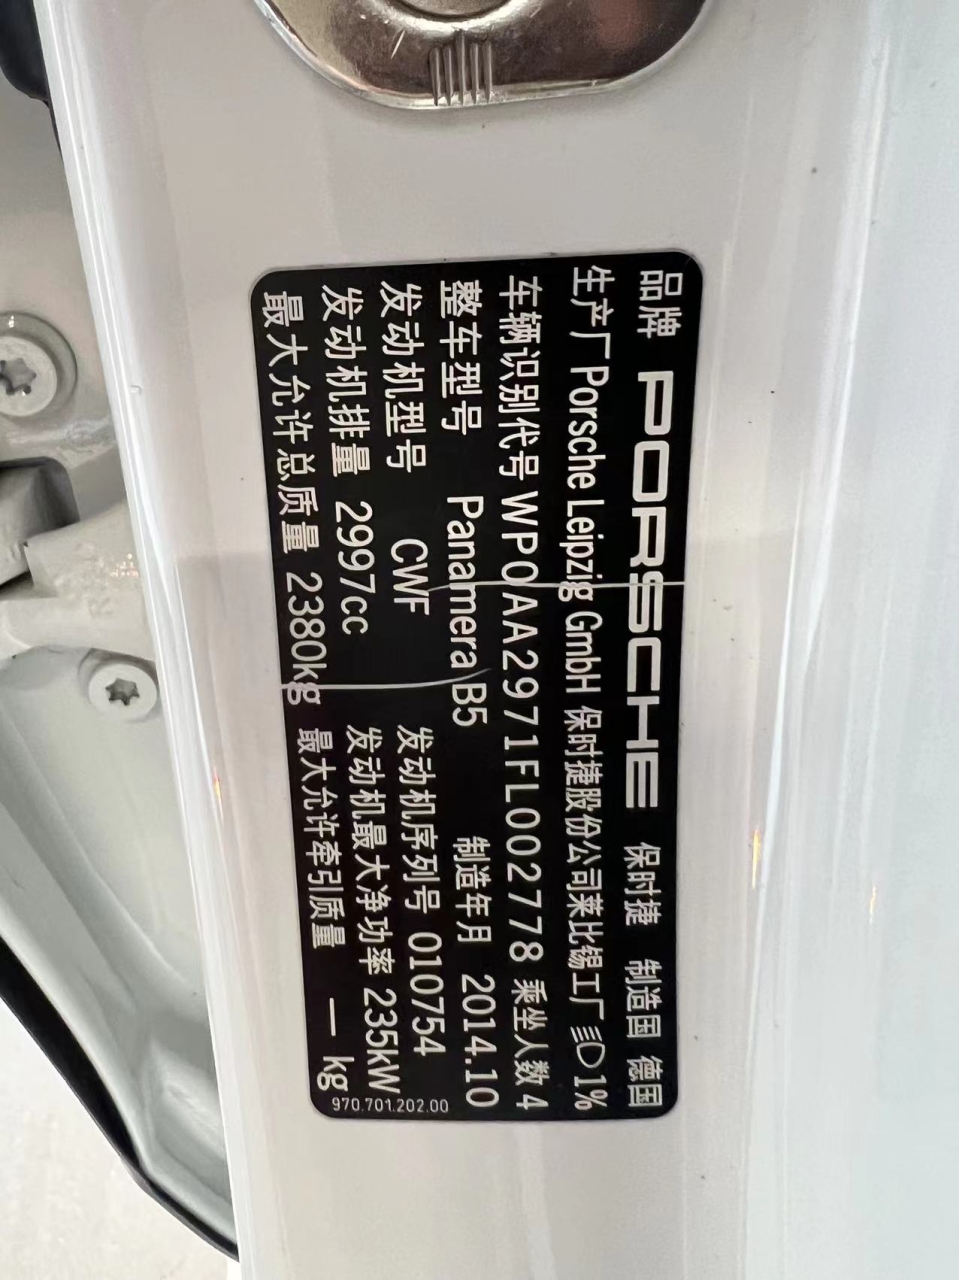 品牌 PORSCHE 保时捷 制造国 德国
生产厂 Porsche Leipzig GmbH 保时捷股份公司莱比锡工厂 1%
车辆识别代号 WP0AA2971FL002778 乘坐人数 4
整车型号 Panamera B5 制造年月 2014.10
发动机型号 CWF 发动机序列号 010754
发动机排量 2997cc 发动机最大净功率 235kW
最大允许总质量 2380kg 最大允许牵引质量 — kg
970.701.202.00